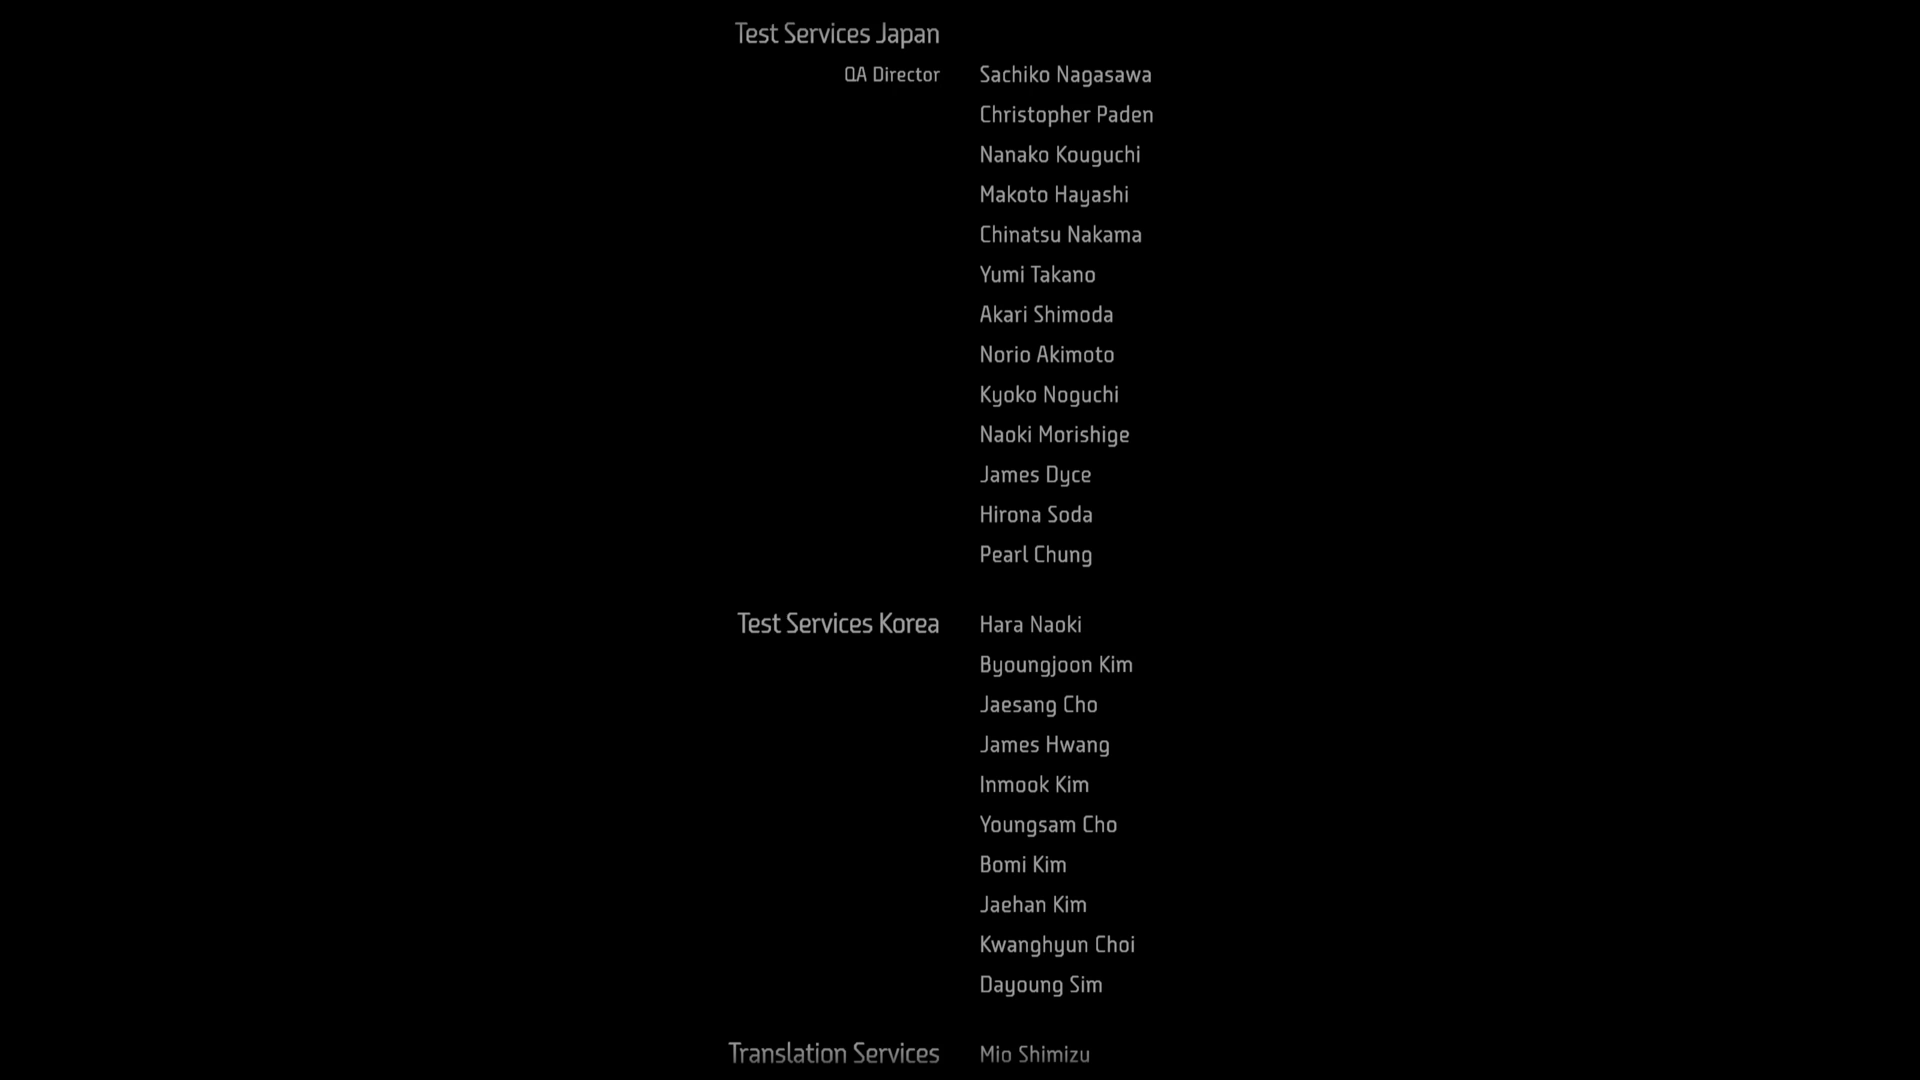 Test Services Japan
QA Director Sachiko Nagasawa
Christopher Paden
Nanako Kouguchi
Makoto Hayashi
Chinatsu Nakama
Yumi Takano
Akari Shimoda
Norio Akimoto
Kyoko Noguchi
Naoki Morishige
James Dyce
Hirona Soda
Pearl Chung
Test Services Korea Hara Naoki
Byoungjoon Kim
Jaesang Cho
James Hwang
Inmook Kim
Youngsam Cho
Bomi Kim
Jaehan Kim
Kwanghyun Choi
Dayoung Sim
Translation Services Mio Shimizu